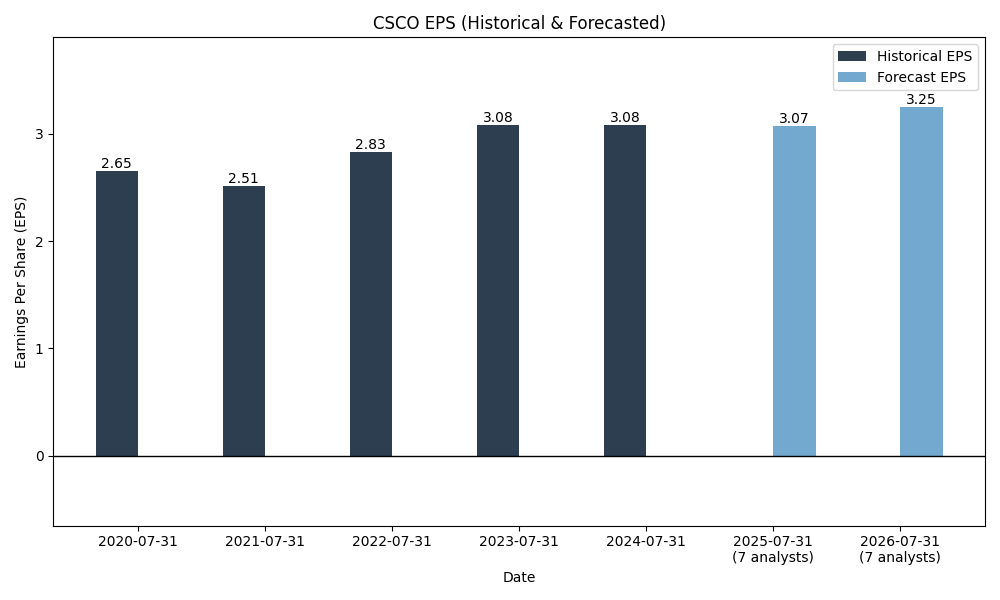 CSCO EPS (Historical & Forecasted)
Historical EPS
Forecast EPS
Earnings Per Share (EPS)
3
2
1
0
2.65
2.51
2.83
3.08
3.08
3.07
3.25
2020-07-31
2021-07-31
2022-07-31
2023-07-31
2024-07-31
2025-07-31
(7 analysts)
2026-07-31
(7 analysts)
Date